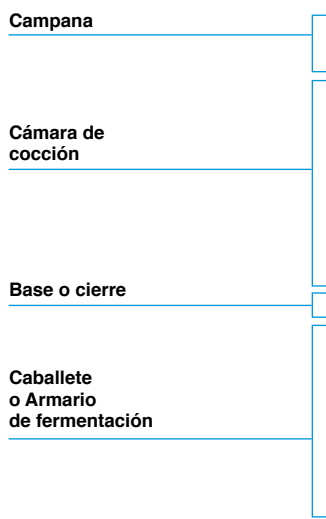 Campana
Cámara de
cocción
Base o cierre
Caballete
o Armario
de fermentación